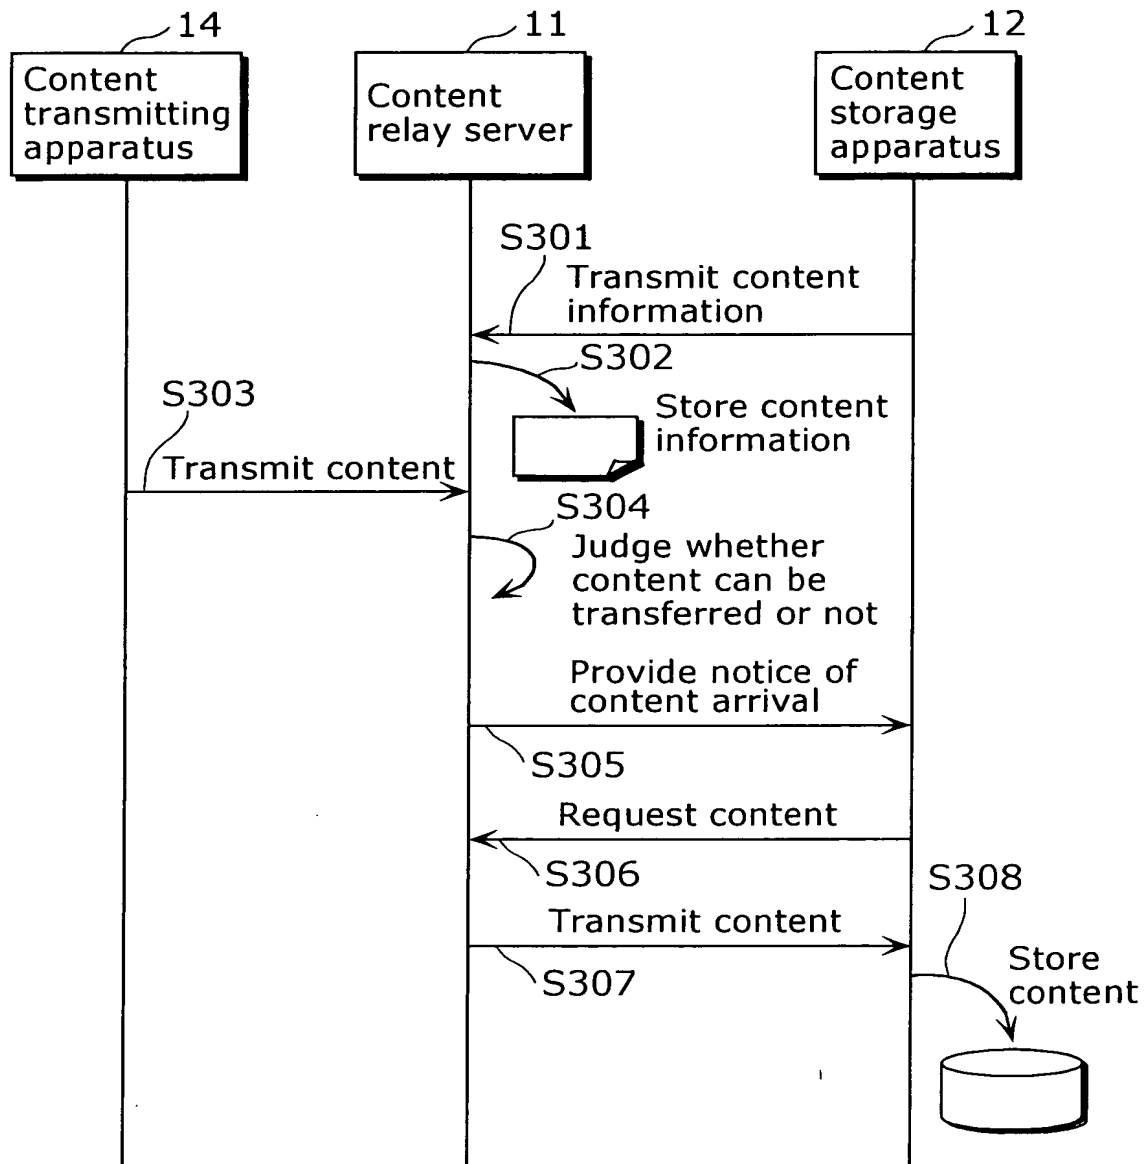 14
11
12
Content
transmitting
apparatus
Content
relay server
Content
storage
apparatus
S301
Transmit content
information
S302
Store content
information
S303
Transmit content
S304
Judge whether
content can be
transferred or not
Provide notice of
content arrival
S305
Request content
S306
S308
Transmit content
S307
Store
content